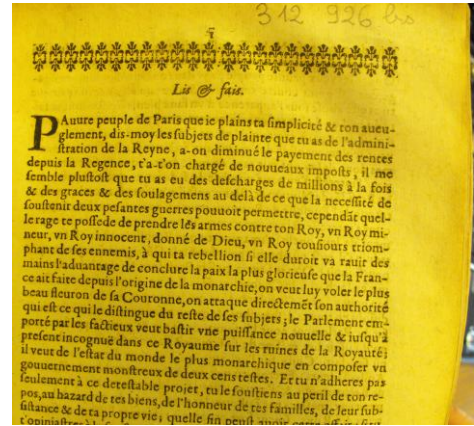 312 926 bis
i
Lis & fais.
PAuure peuple de Paris que ie plains ta simplicité & ton aueu-
glement, dis-moy les subjets de plainte que tu as de l'admini-
stration de la Reyne, a-on diminué le payement des rentes
depuis la Regence, t'a-t'on chargé de nouueaux imposts, il me
semble plustost que tu as eu des descharges de millions à la fois
& des graces & des soulagemens au delà de ce que la necessité de
soustenir deux pesantes guerres pouuoit permettre, cependāt quel-
le rage te possede de prendre les armes contre ton Roy, vn Roy mi-
neur, vn Roy innocent, donné de Dieu, vn Roy tousiours triom-
phant de ses ennemis, à qui ta rebellion si elle duroit va rauir des
mains l'aduantage de conclure la paix la plus glorieuse que la Fran-
ce ait faite depuis l'origine de la monarchie, on veut luy voler le plus
beau fleuron de sa Couronne, on attaque directemēt son authorité
qui est ce qui le distingue du reste de ses subjets; le Parlement em-
porté par les factieux veut bastir vne puissance nouuelle & iusqu'à
present incognuë dans ce Royaume sur les ruines de la Royauté;
il veut de l'estat du monde le plus monarchique en composer vn
gouuernement monstreux de deux cens testes. Et tu n'adheres pas
seulement à ce detestable projet, tu le soustiens au peril de ton re-
pos, au hazard de tes biens, de l'honneur de tes familles, de leur sub-
sistance & de ta propre vie; quelle fin peust auoir cette
t'opiniastrer à